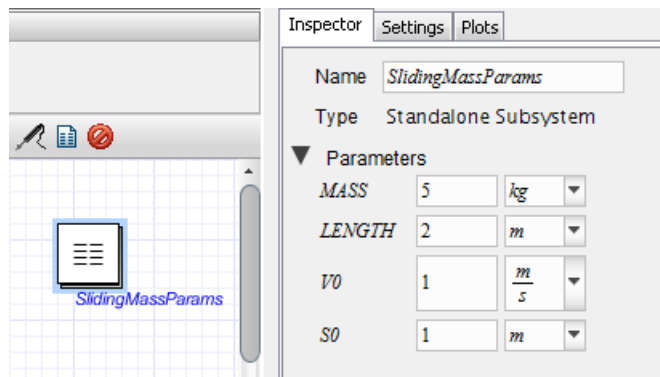 Inspector Settings Plots
Name SlidingMassParams
Type Standalone Subsystem
Parameters
MASS 5 kg
LENGTH 2 m
V0 1 m/s
S0 1 m
SlidingMassParams